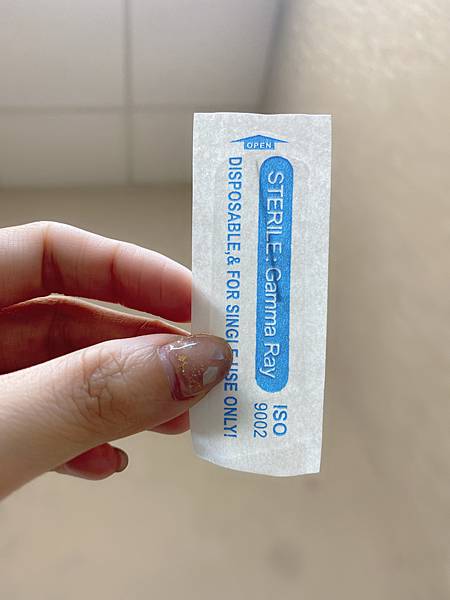 OPEN
STERILE: Gamma Ray
ISO
9002
DISPOSABLE,& FOR SINGLE USE ONLY!